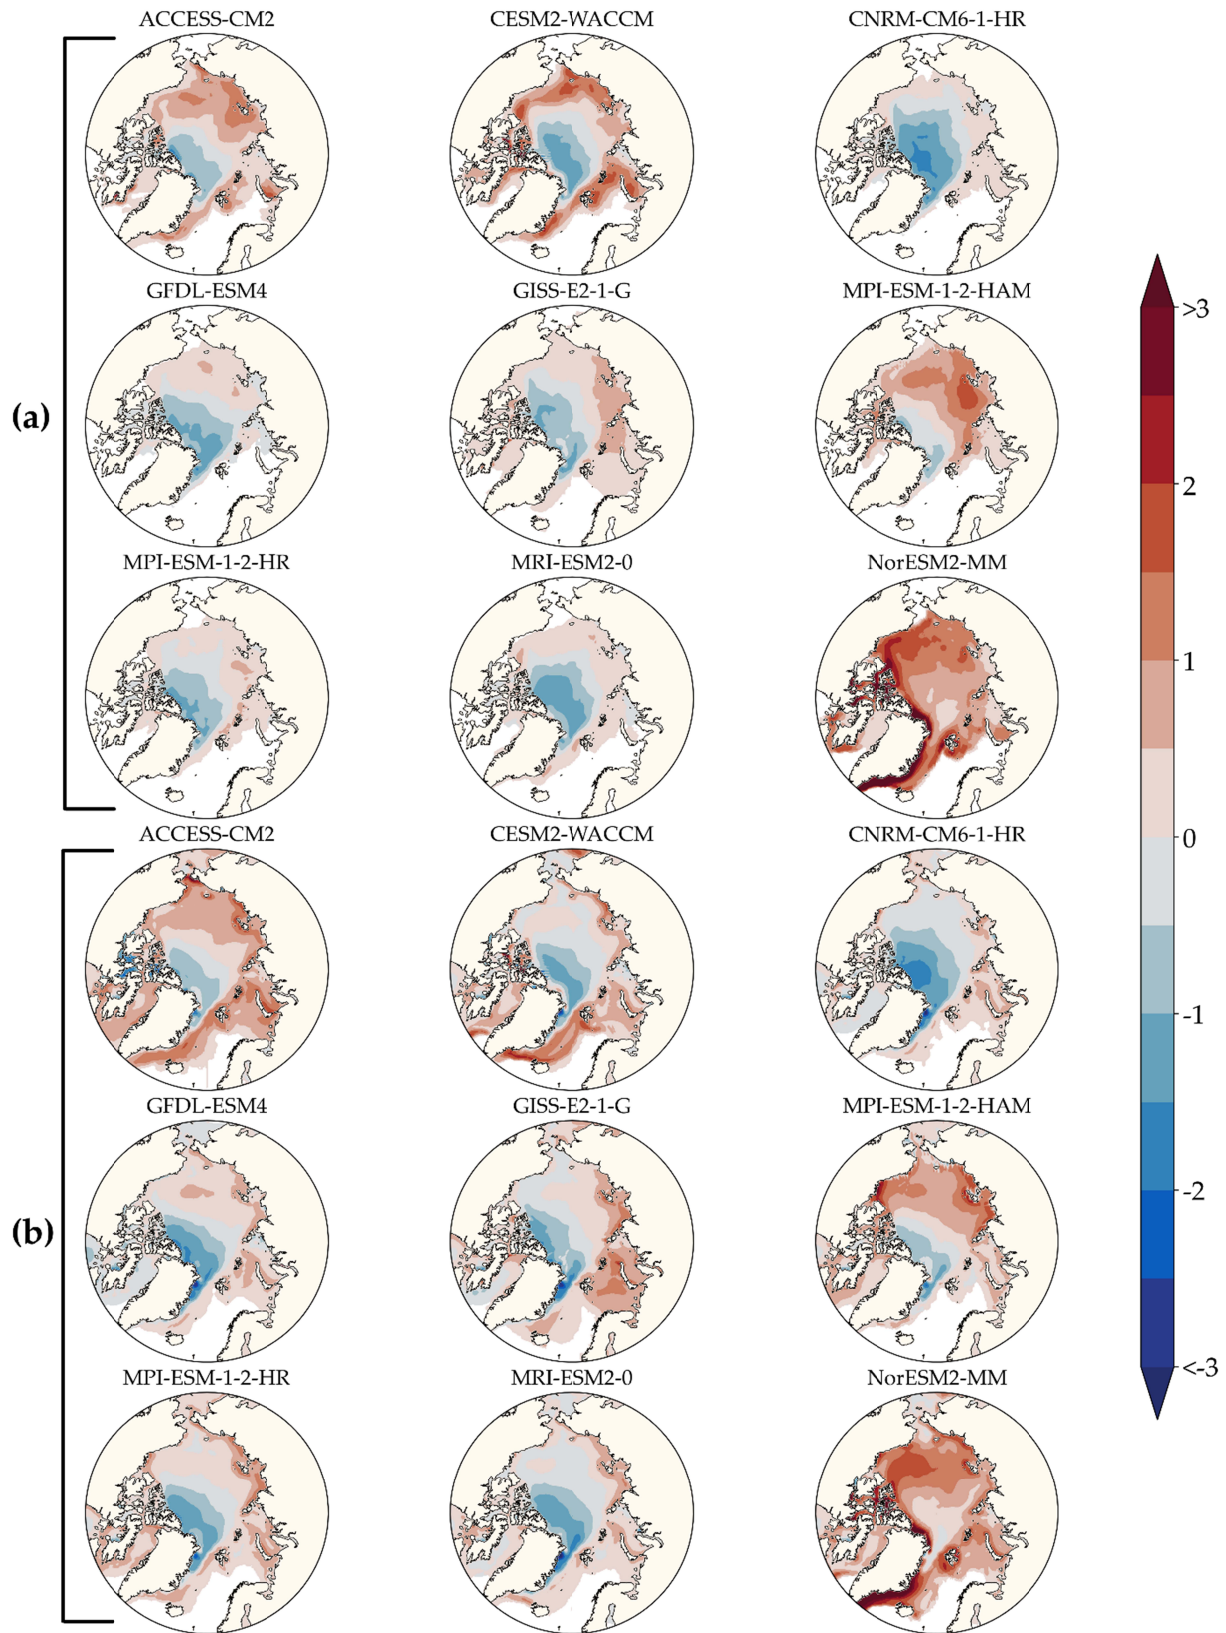 ACCESS-CM2 CESM2-WACCM CNRM-CM6-1-HR
GFDL-ESM4 GISS-E2-1-G MPI-ESM-1-2-HAM
>3
(a)
2
MPI-ESM-1-2-HR MRI-ESM2-0 NorESM2-MM
1
ACCESS-CM2 CESM2-WACCM CNRM-CM6-1-HR
0
-1
GFDL-ESM4 GISS-E2-1-G MPI-ESM-1-2-HAM
-2
(b)
<-3
MPI-ESM-1-2-HR MRI-ESM2-0 NorESM2-MM